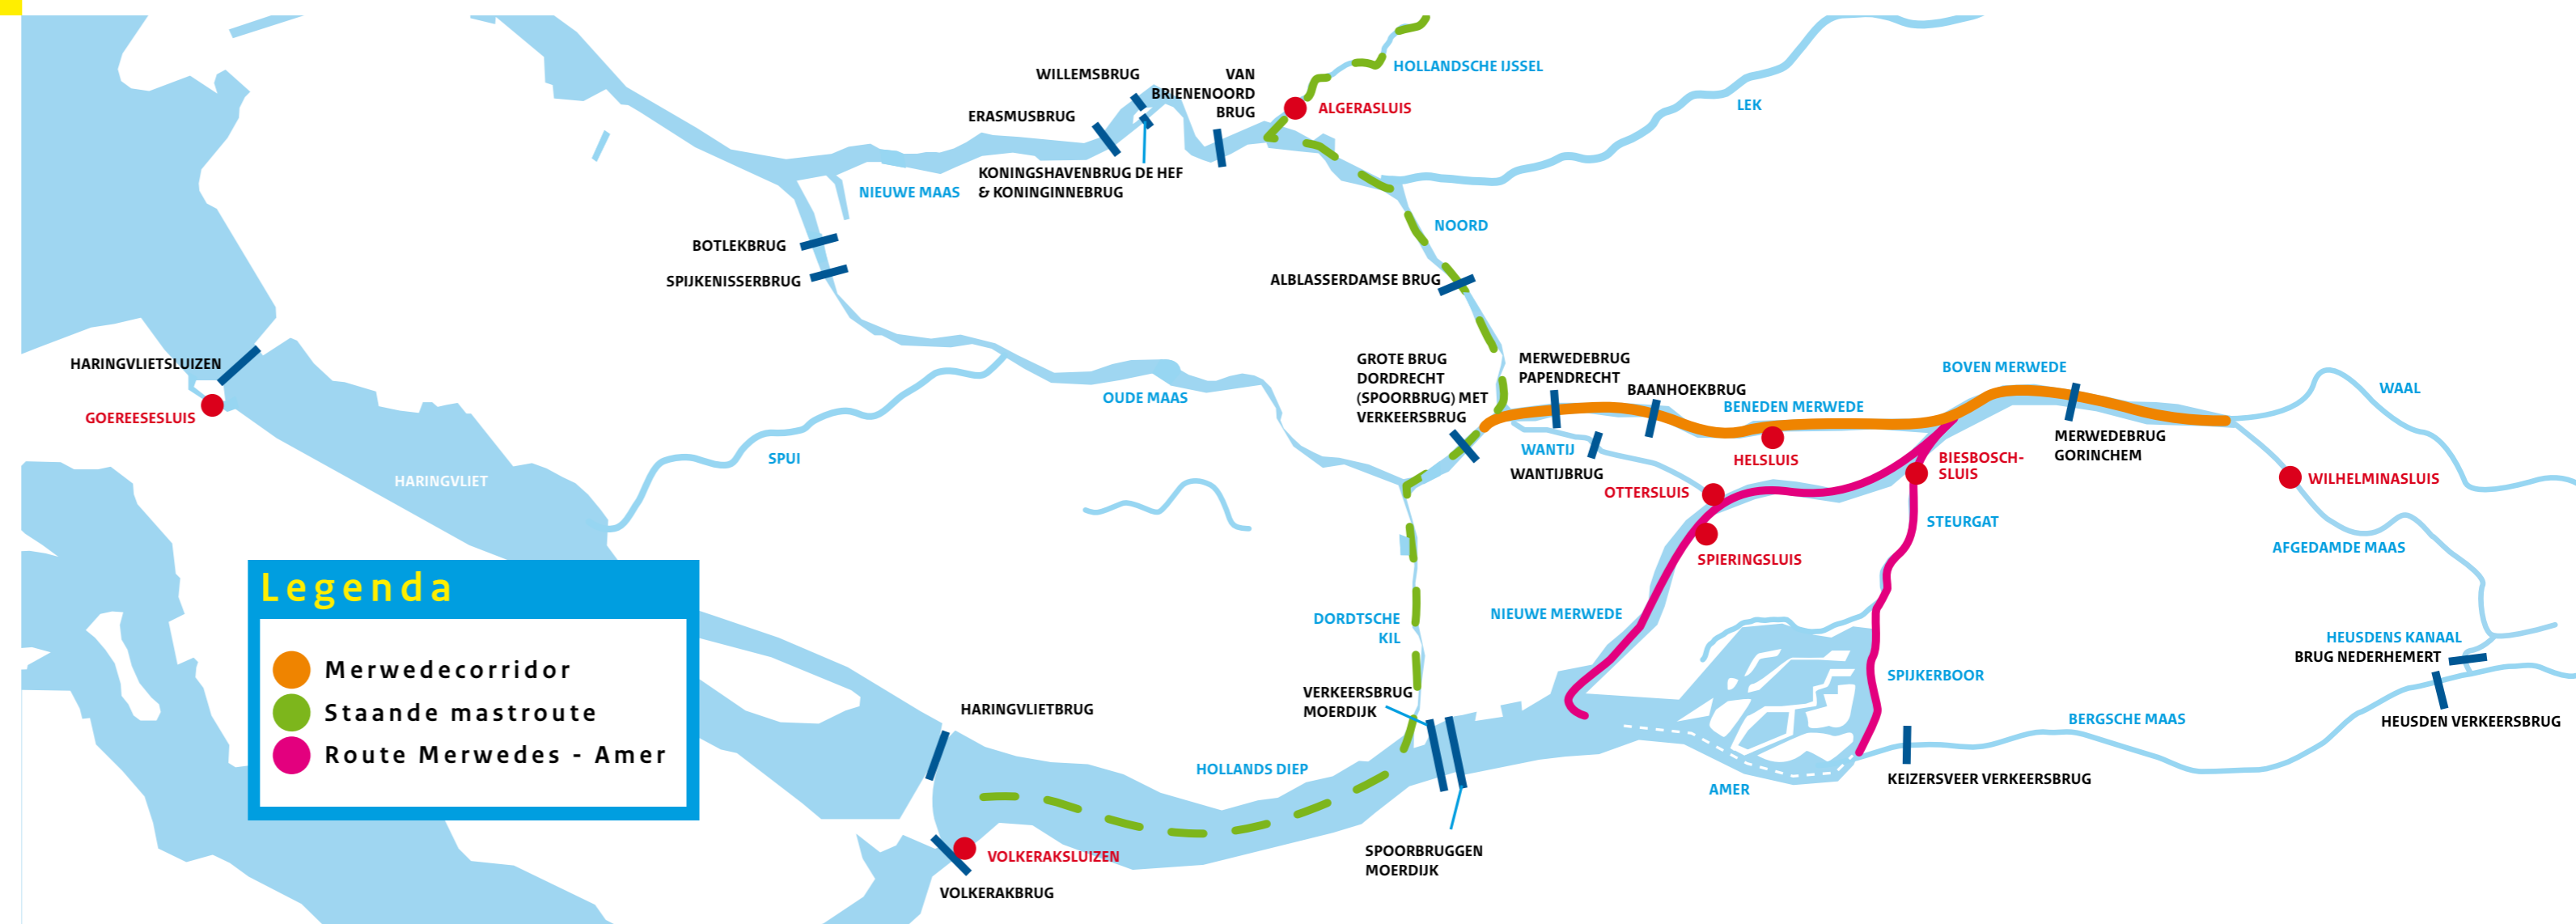 WILLEMSBRUG
VAN
BRIENENOORD
BRUG
HOLLANDSCHE IJSSEL
ERASMUSBRUG
ALGERASLUIS
LEK
KONINGSHAVENBRUG DE HEF
& KONINGINNEBRUG
NIEUWE MAAS
NOORD
BOTLEKBRUG
SPIJKENISSERBRUG
ALBLASSERDAMSE BRUG
HARINGVLIETSLUIZEN
GOEREESESLUIS
GROTE BRUG
DORDRECHT
(SPOORBRUG) MET
VERKEERSBRUG
MERWEDEBRUG
PAPENDRECHT
BAANHOEKBRUG
BENEDEN MERWEDE
BOVEN MERWEDE
WAAL
OUDE MAAS
SPUI
HARINGVLIET
WANTIJ
WANTIJBRUG
HELSLUIS
OTTERSLUIS
BIESBOSCH-
SLUIS
MERWEDEBRUG
GORINCHEM
WILHELMINASLUIS
STEURGAT
SPIERINGSLUIS
AFGEDAMDE MAAS
Legenda
Merwedecorridor
Staande mastroute
Route Merwedes - Amer
DORDTSCHE
KIL
NIEUWE MERWEDE
HEUSDENS KANAAL
BRUG NEDERHEMERT
SPIJKERBOOR
VERKEERSBRUG
MOERDIJK
HARINGVLIETBRUG
BERGSCHE MAAS
HEUSDEN VERKEERSBRUG
HOLLANDS DIEP
AMER
KEIZERSVEER VERKEERSBRUG
VOLKERAKSLUIZEN
SPOORBRUGGEN
MOERDIJK
VOLKERAKBRUG